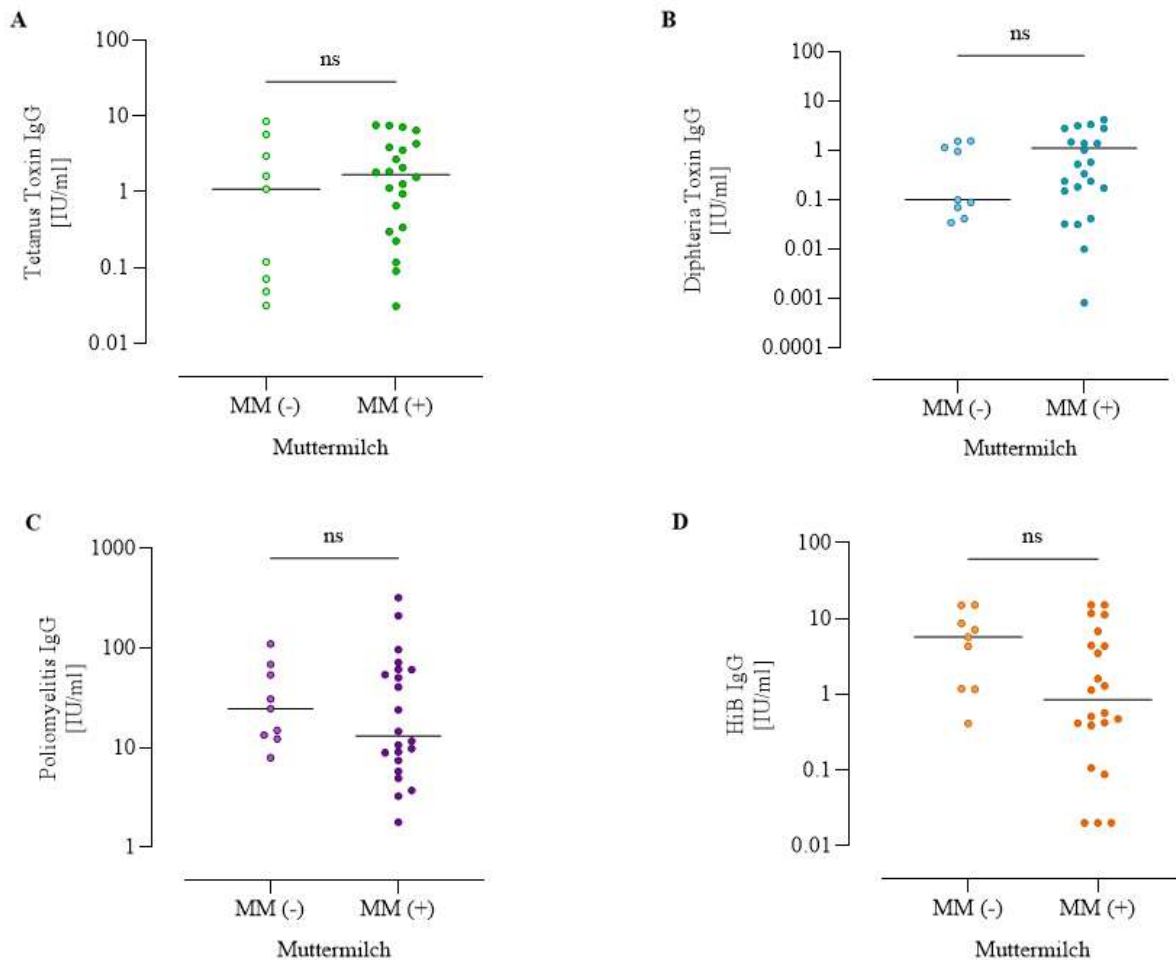 A
Tetanus Toxin IgG
[IU/ml]
100
10
1
0.1
0.01
ns
MM (-) MM (+)
Muttermilch
B
Diphteria Toxin IgG
[IU/ml]
100
10
1
0.1
0.01
0.001
0.0001
ns
MM (-) MM (+)
Muttermilch
C
Poliomyelitis IgG
[IU/ml]
1000
100
10
1
ns
MM (-) MM (+)
Muttermilch
D
HiB IgG
[IU/ml]
100
10
1
0.1
0.01
ns
MM (-) MM (+)
Muttermilch